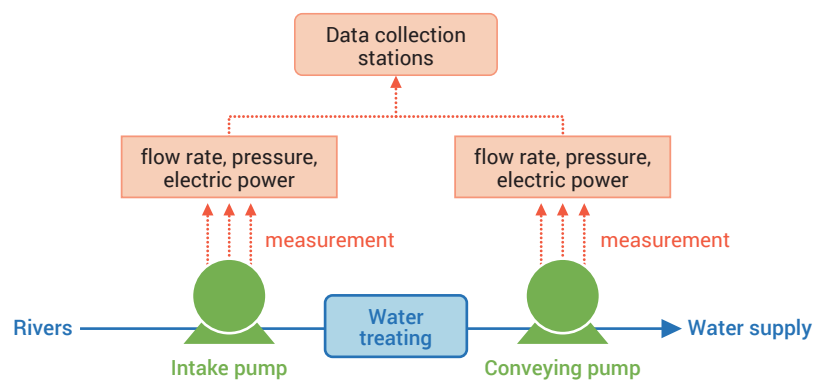 Data collection
stations
flow rate, pressure,
electric power
flow rate, pressure,
electric power
measurement
measurement
Rivers
Water
treating
Water supply
Intake pump
Conveying pump